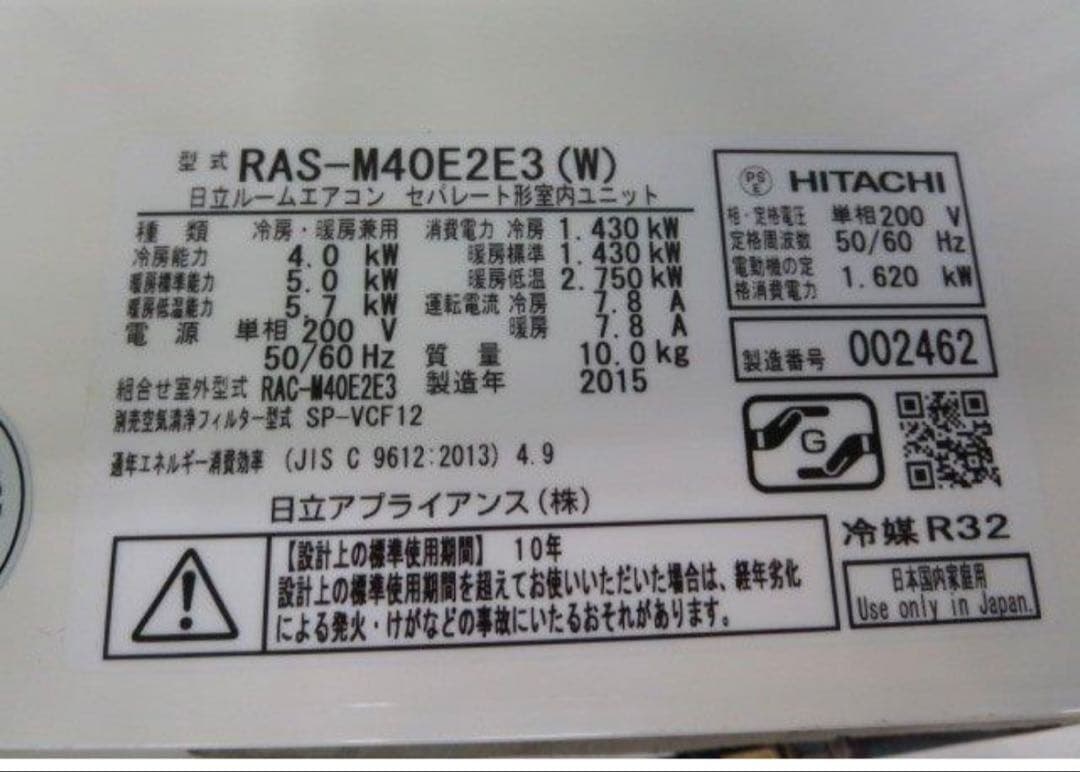 型式 RAS-M40E2E3(W)
日立ルームエアコン セパレート形室内ユニット
種類 冷房・暖房兼用
冷房能力 4.0 kW
暖房標準能力 5.0 kW
暖房低温能力 5.7 kW
電源 単相 200 V
50/60 Hz
組合せ室外型式 RAC-M40E2E3
消費電力 冷房 1.430 kW
暖房標準 1.430 kW
暖房低温 2.750 kW
運転電流 冷房 7.8 A
暖房 7.8 A
質量 10.0 kg
製造年 2015
別売空気清浄フィルター型式 SP-VCF12
通年エネルギー消費効率 (JIS C 9612:2013) 4.9
日立アプライアンス(株)
PS E HITACHI
相・定格電圧 単相200 V
定格周波数 50/60 Hz
電動機の定
格消費電力 1.620 kW
製造番号 002462
G
冷媒 R32
日本国内家庭用
Use only in Japan.
【設計上の標準使用期間】 10年
設計上の標準使用期間を超えてお使いいただいた場合は、経年劣化
による発火・けがなどの事故にいたるおそれがあります。